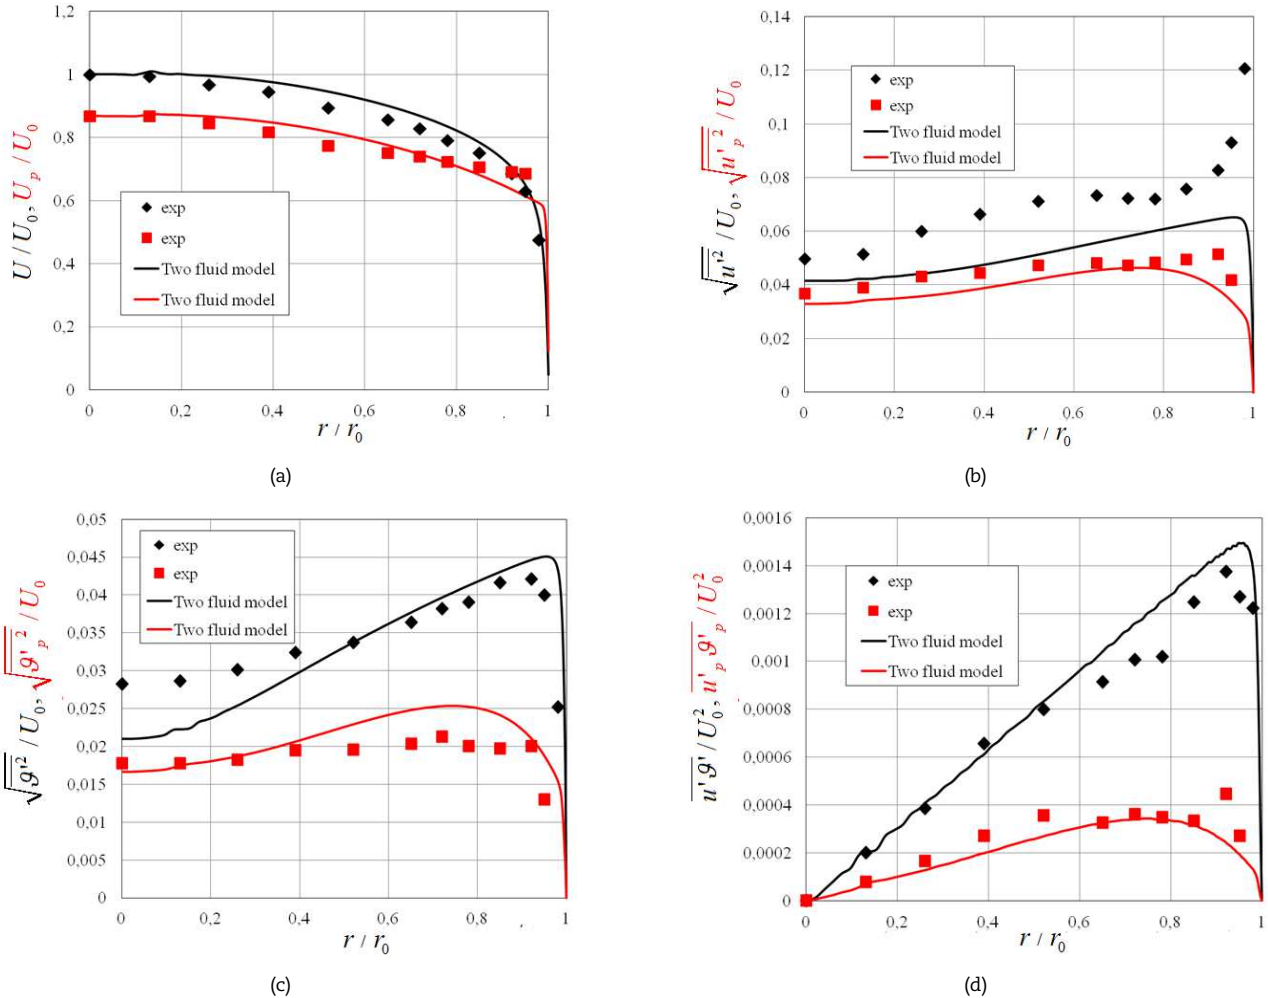 1,2
1
0,8
0,6
0,4
0,2
0
0 0,2 0,4 0,6 0,8 1
U / U₀, Uₚ / U₀
exp
exp
Two fluid model
Two fluid model
r / r₀
(a)
0,14
0,12
0,1
0,08
0,06
0,04
0,02
0
0 0,2 0.4 0,6 0,8 1
√u'² / U₀, √u'ₚ² / U₀
exp
exp
Two fluid model
Two fluid model
r / r₀
(b)
0,05
0,045
0,04
0,035
0,03
0,025
0,02
0,015
0,01
0,005
0
0 0,2 0,4 0,6 0,8 1
√ϑ'² / U₀, √ϑ'ₚ² / U₀
exp
exp
Two fluid model
Two fluid model
r / r₀
(c)
0,0016
0,0014
0,0012
0,001
0,0008
0,0006
0,0004
0,0002
0
0 0,2 0,4 0,6 0,8 1
u'ϑ' / U₀², u'ₚϑ'ₚ / U₀²
exp
exp
Two fluid model
Two fluid model
r / r₀
(d)